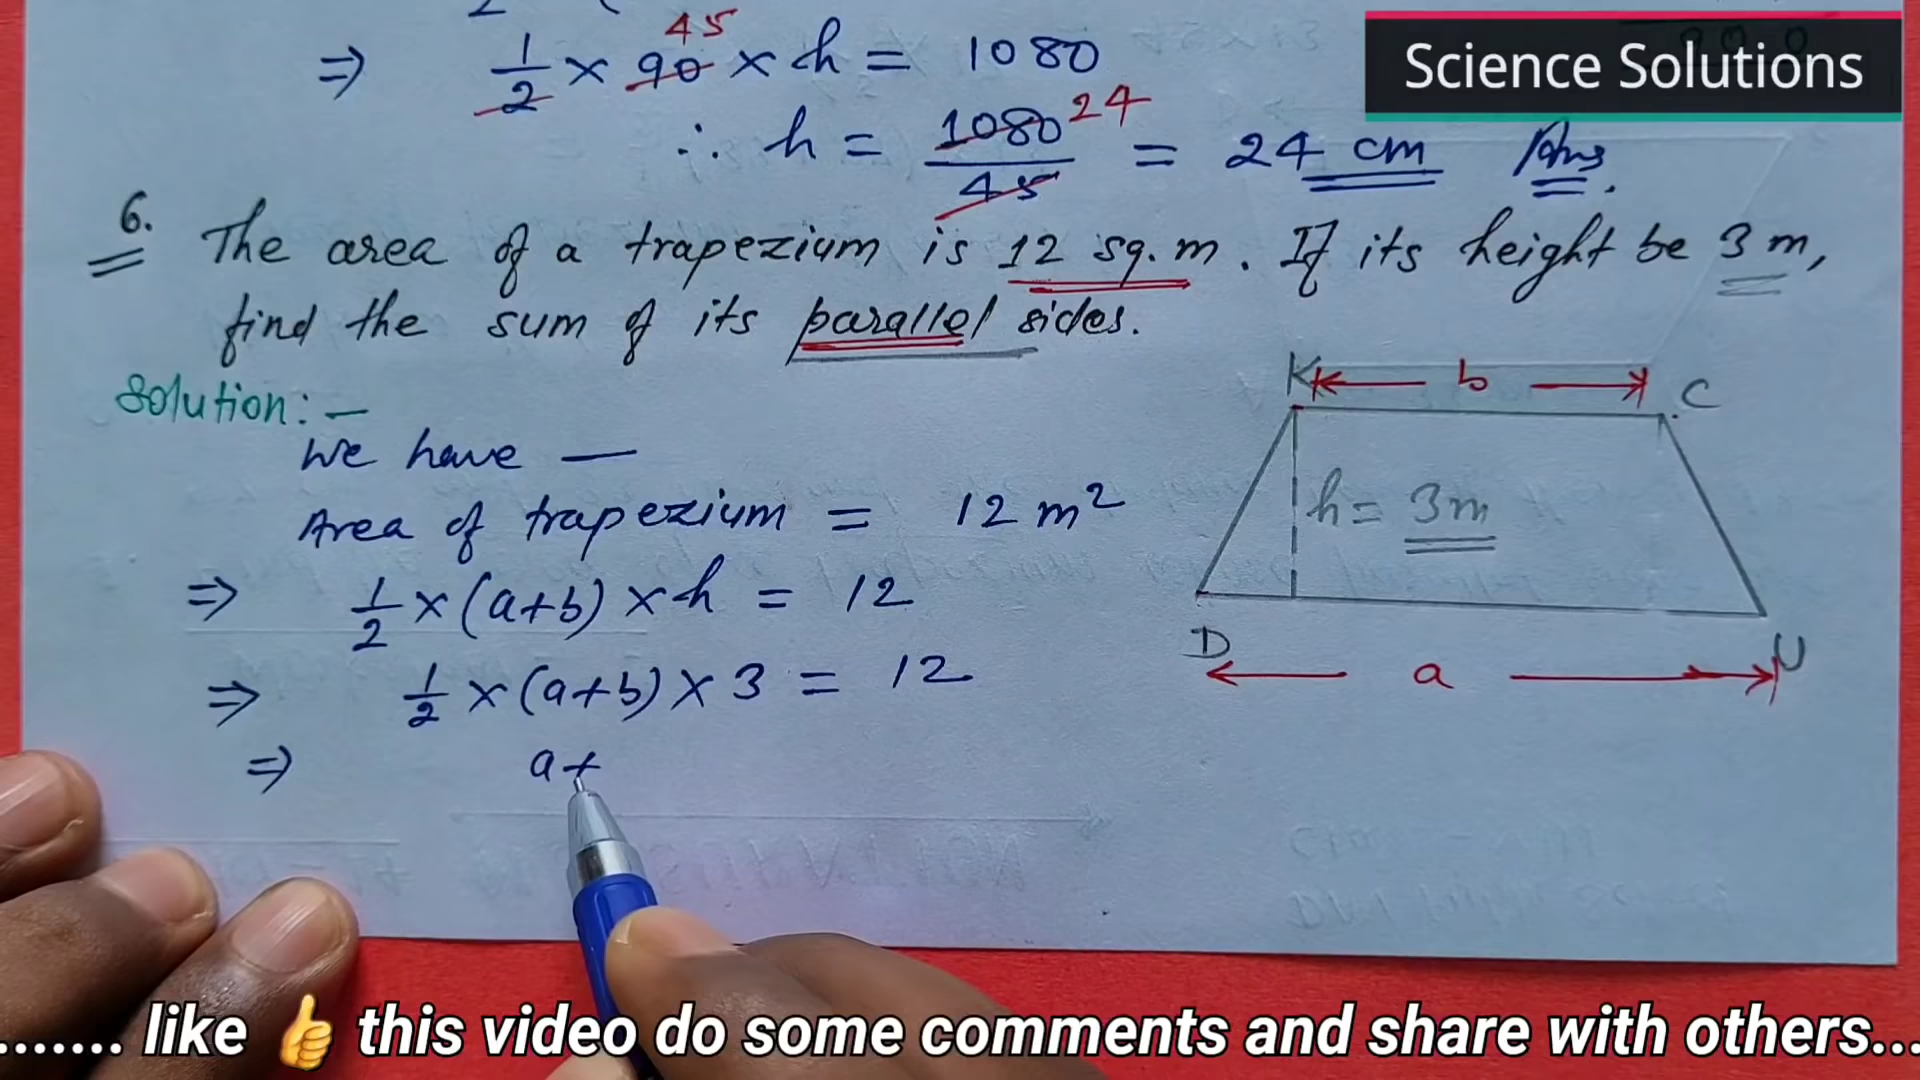 ⇒ 1/2 × 90 45 × h = 1080
Science Solutions
∴ h = 1080/45 24 = 24 cm Ans.
6. The area of a trapezium is 12 sq. m. If its height be 3 m,
find the sum of its parallel sides.
Solution:-
K b C
We have —
h = 3m
Area of trapezium = 12 m²
⇒ 1/2 × (a+b) × h = 12
D U
a
⇒ 1/2 × (a+b) × 3 = 12
⇒ a+
....... like 👍 this video do some comments and share with others...